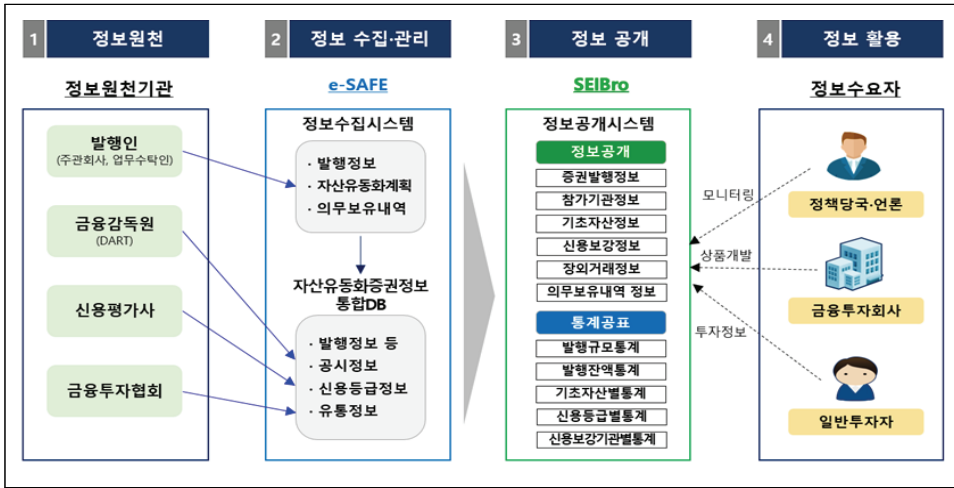 1 정보원천
정보원천기관
발행인
(주관회사, 업무수탁인)
금융감독원
(DART)
신용평가사
금융투자협회
2 정보 수집·관리
e-SAFE
정보수집시스템
· 발행정보
· 자산유동화계획
· 의무보유내역
자산유동화증권정보
통합DB
· 발행정보 등
· 공시정보
· 신용등급정보
· 유통정보
3 정보 공개
SEIBro
정보공개시스템
정보공개
증권발행정보
참가기관정보
기초자산정보
신용보강정보
장외거래정보
의무보유내역 정보
통계공표
발행규모통계
발행잔액통계
기초자산별통계
신용등급별통계
신용보강기관별통계
4 정보 활용
정보수요자
모니터링
정책당국·언론
상품개발
금융투자회사
투자정보
일반투자자